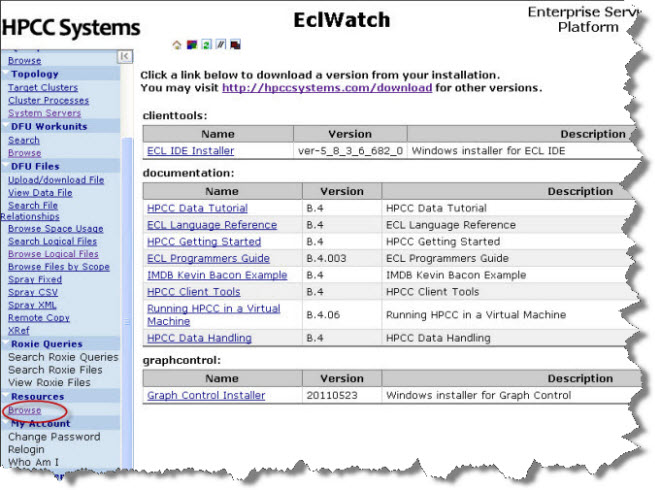 HPCC Systems
EclWatch
Enterprise Serv
Platform
Browse
Topology
Target Clusters
Cluster Processes
System Servers
DFU Workunits
Search
Browse
DFU Files
Upload/download File
View Data File
Search File
Relationships
Browse Space Usage
Search Logical Files
Browse Logical Files
Browse Files by Scope
Spray Fixed
Spray CSV
Spray XML
Remote Copy
XRef
Roxie Queries
Search Roxie Queries
Search Roxie Files
View Roxie Files
Resources
Browse
My Account
Change Password
Relogin
Who Am I
Click a link below to download a version from your installation.
You may visit http://hpccsystems.com/download for other versions.
clienttools:
Name Version Description
ECL IDE Installer ver-5_8_3_6_682_0 Windows installer for ECL IDE
documentation:
Name Version Description
HPCC Data Tutorial B.4 HPCC Data Tutorial
ECL Language Reference B.4 ECL Language Reference
HPCC Getting Started B.4 HPCC Getting Started
ECL Programmers Guide B.4.003 ECL Programmers Guide
IMDB Kevin Bacon Example B.4 IMDB Kevin Bacon Example
HPCC Client Tools B.4 HPCC Client Tools
Running HPCC in a Virtual
Machine B.4.06 Running HPCC in a Virtual Machine
HPCC Data Handling B.4 HPCC Data Handling
graphcontrol:
Name Version Description
Graph Control Installer 20110523 Windows installer for Graph Control